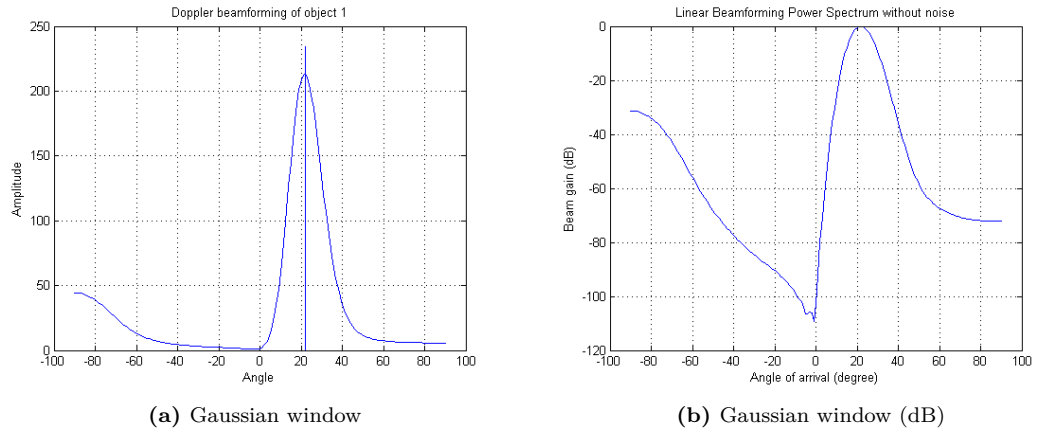 Doppler beamforming of object 1
250
200
150
100
50
0
Amplitude
-100 -80 -60 -40 -20 0 20 40 60 80 100
Angle
(a) Gaussian window
Linear Beamforming Power Spectrum without noise
0
-20
-40
-60
-80
-100
-120
Beam gain (dB)
-100 -80 -60 -40 -20 0 20 40 60 80 100
Angle of arrival (degree)
(b) Gaussian window (dB)